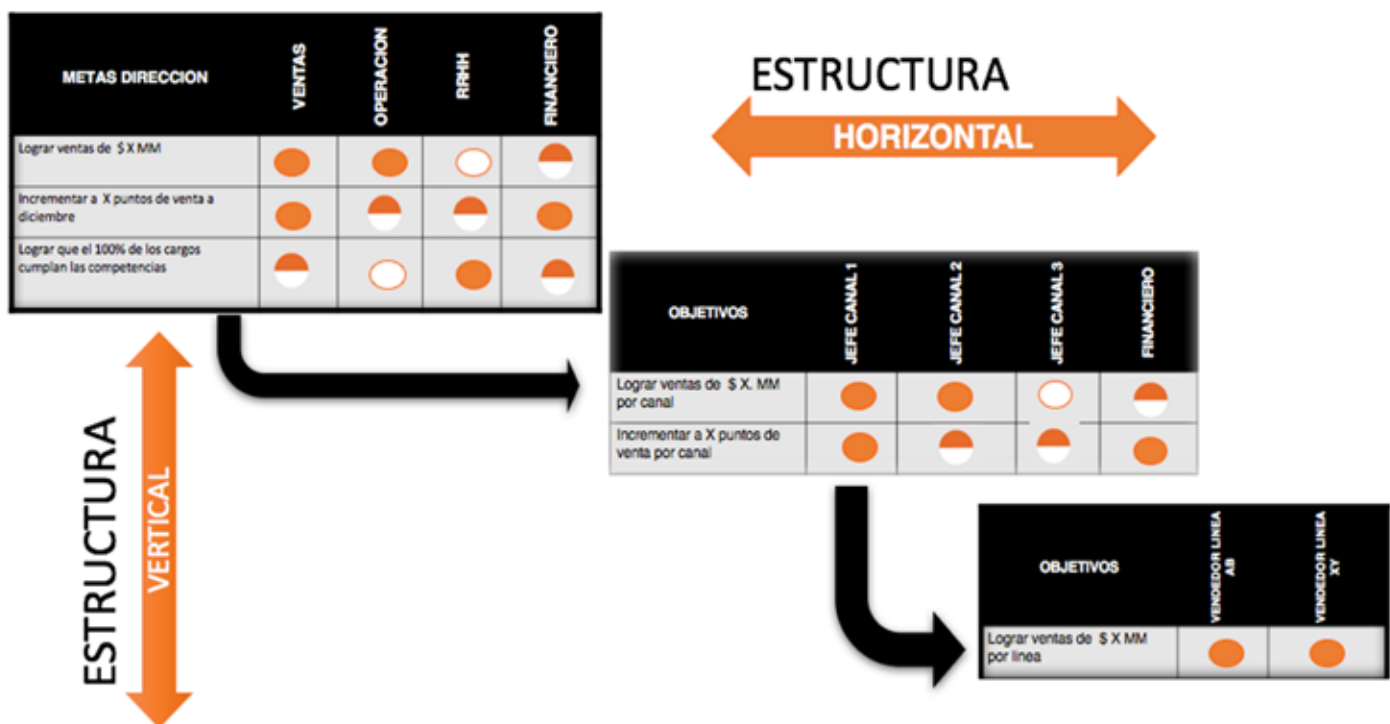 METAS DIRECCION
VENTAS
OPERACION
RRHH
FINANCIERO
Lograr ventas de $ X MM
Incrementar a X puntos de venta a
diciembre
Lograr que el 100% de los cargos
cumplan las competencias
ESTRUCTURA
HORIZONTAL
OBJETIVOS
JEFE CANAL 1
JEFE CANAL 2
JEFE CANAL 3
FINANCIERO
Lograr ventas de $ X. MM
por canal
Incrementar a X puntos de
venta por canal
ESTRUCTURA
VERTICAL
OBJETIVOS
VENDEDOR LINEA
AB
VENDEDOR LINEA
XY
Lograr ventas de $ X MM
por linea